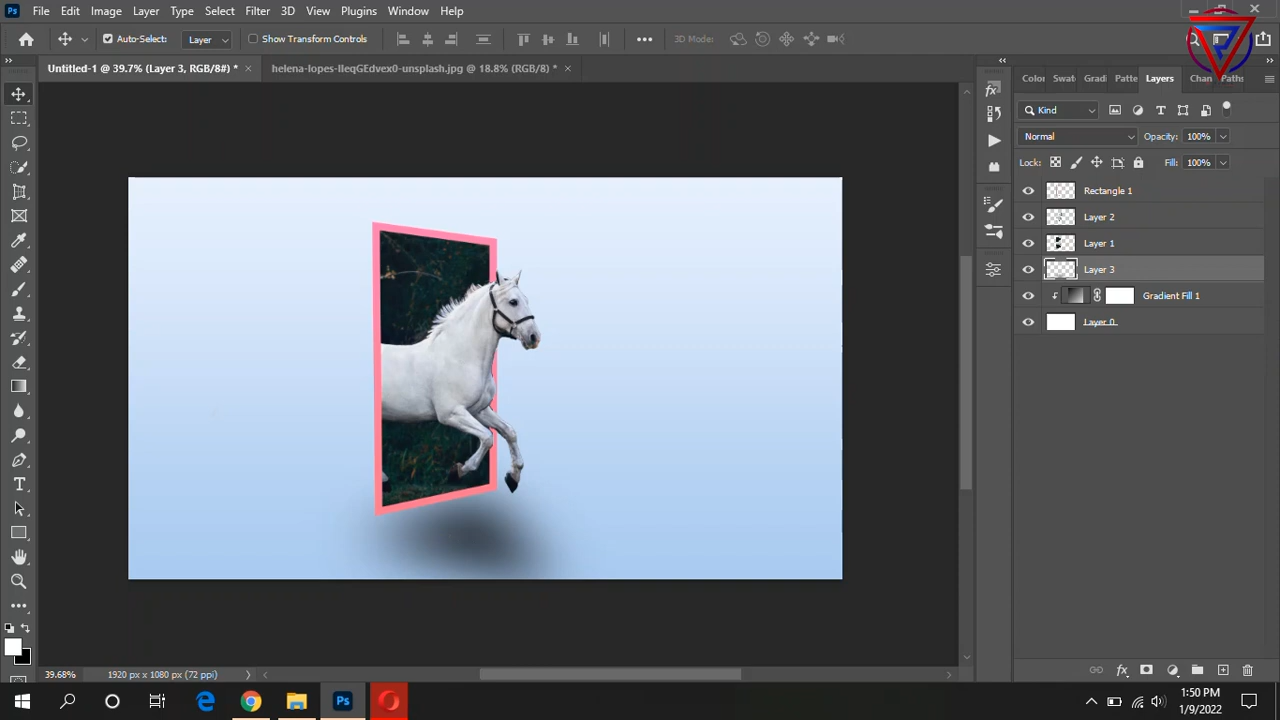 Ps File Edit Image Layer Type Select Filter 3D View Plugins Window Help
Auto-Select: Layer Show Transform Controls 3D Mode:
Untitled-1 @ 39.7% (Layer 3, RGB/8#) * helena-lopes-lleqGEdvex0-unsplash.jpg @ 18.8% (RGB/8) *
Color Swat Gradi Patte Layers Chan Paths
Kind
Normal Opacity: 100%
Lock: Fill: 100%
Rectangle 1
Layer 2
Layer 1
Layer 3
Gradient Fill 1
Layer 0
39.68% 1920 px x 1080 px (72 ppi)
Ps
1:50 PM
1/9/2022